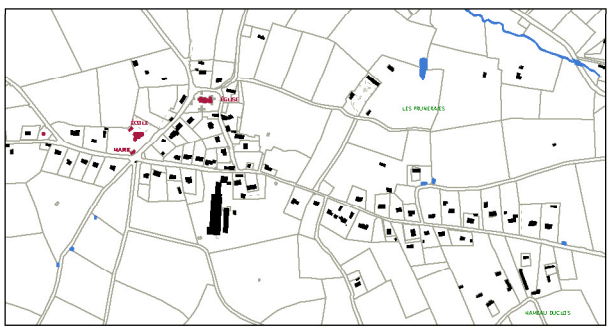 EGLISE
LES PRUNERAIES
ECOLE
MAIRIE
HAMEAU DUCLOS